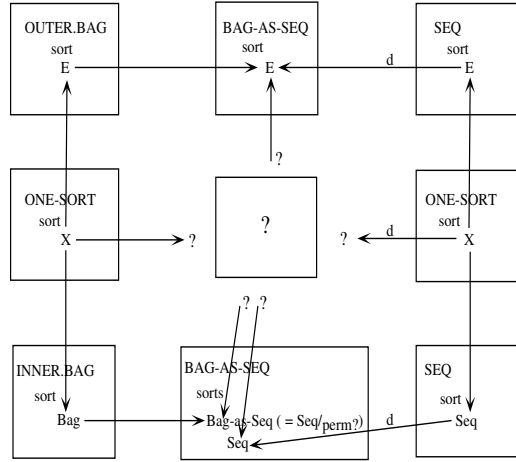 OUTER.BAG
sort
E
BAG-AS-SEQ
sort
E
d
SEQ
sort
E
?
ONE-SORT
sort
X
?
?
?
d
ONE-SORT
sort
X
? ?
INNER.BAG
sort
Bag
BAG-AS-SEQ
sorts
Bag-as-Seq ( = Seq/perm?)
Seq
d
SEQ
sort
Seq